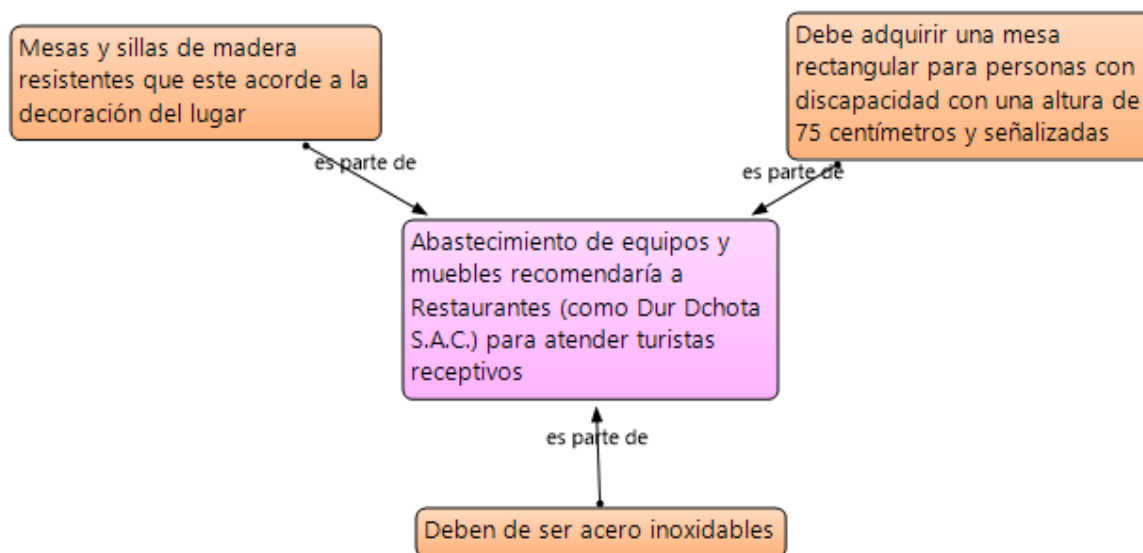 Mesas y sillas de madera
resistentes que este acorde a la
decoración del lugar
Debe adquirir una mesa
rectangular para personas con
discapacidad con una altura de
75 centímetros y señalizadas
es parte de
es parte de
Abastecimiento de equipos y
muebles recomendaría a
Restaurantes (como Dur Dchota
S.A.C.) para atender turistas
receptivos
es parte de
Deben de ser acero inoxidables